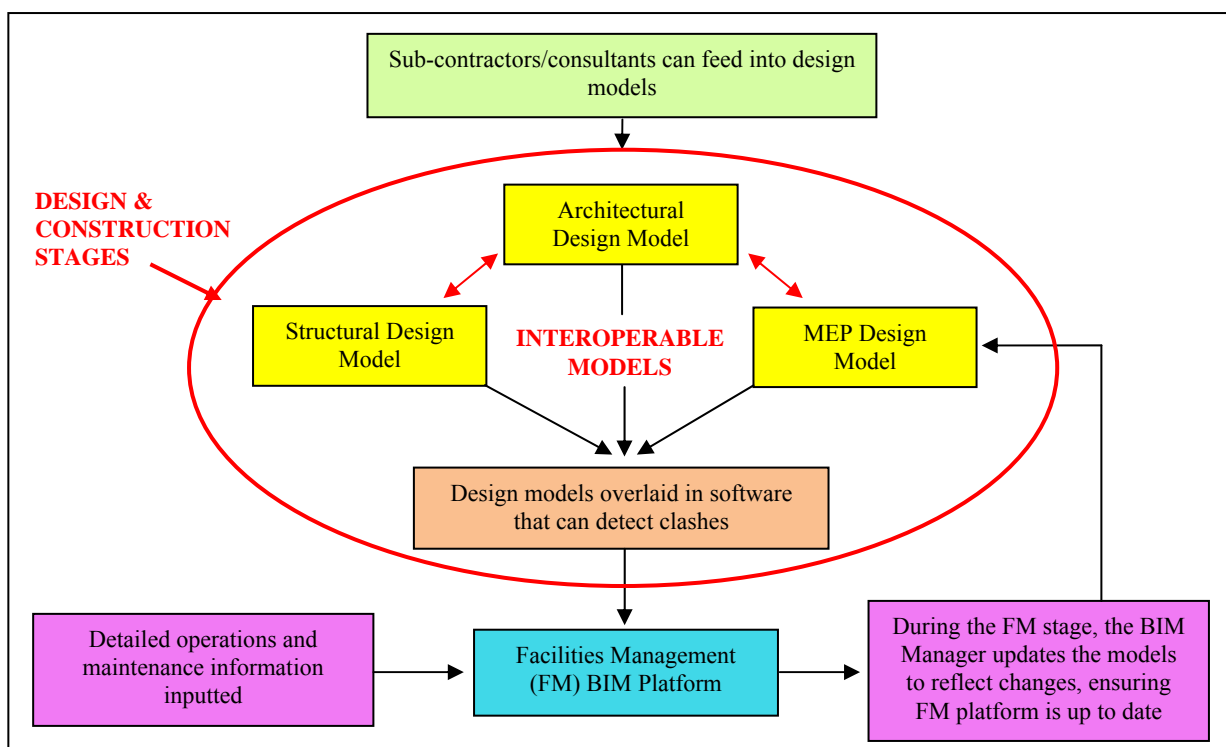 Sub-contractors/consultants can feed into design
models
DESIGN &
CONSTRUCTION
STAGES
Architectural
Design Model
Structural Design
Model
INTEROPERABLE
MODELS
MEP Design
Model
Design models overlaid in software
that can detect clashes
Detailed operations and
maintenance information
inputted
Facilities Management
(FM) BIM Platform
During the FM stage, the BIM
Manager updates the models
to reflect changes, ensuring
FM platform is up to date